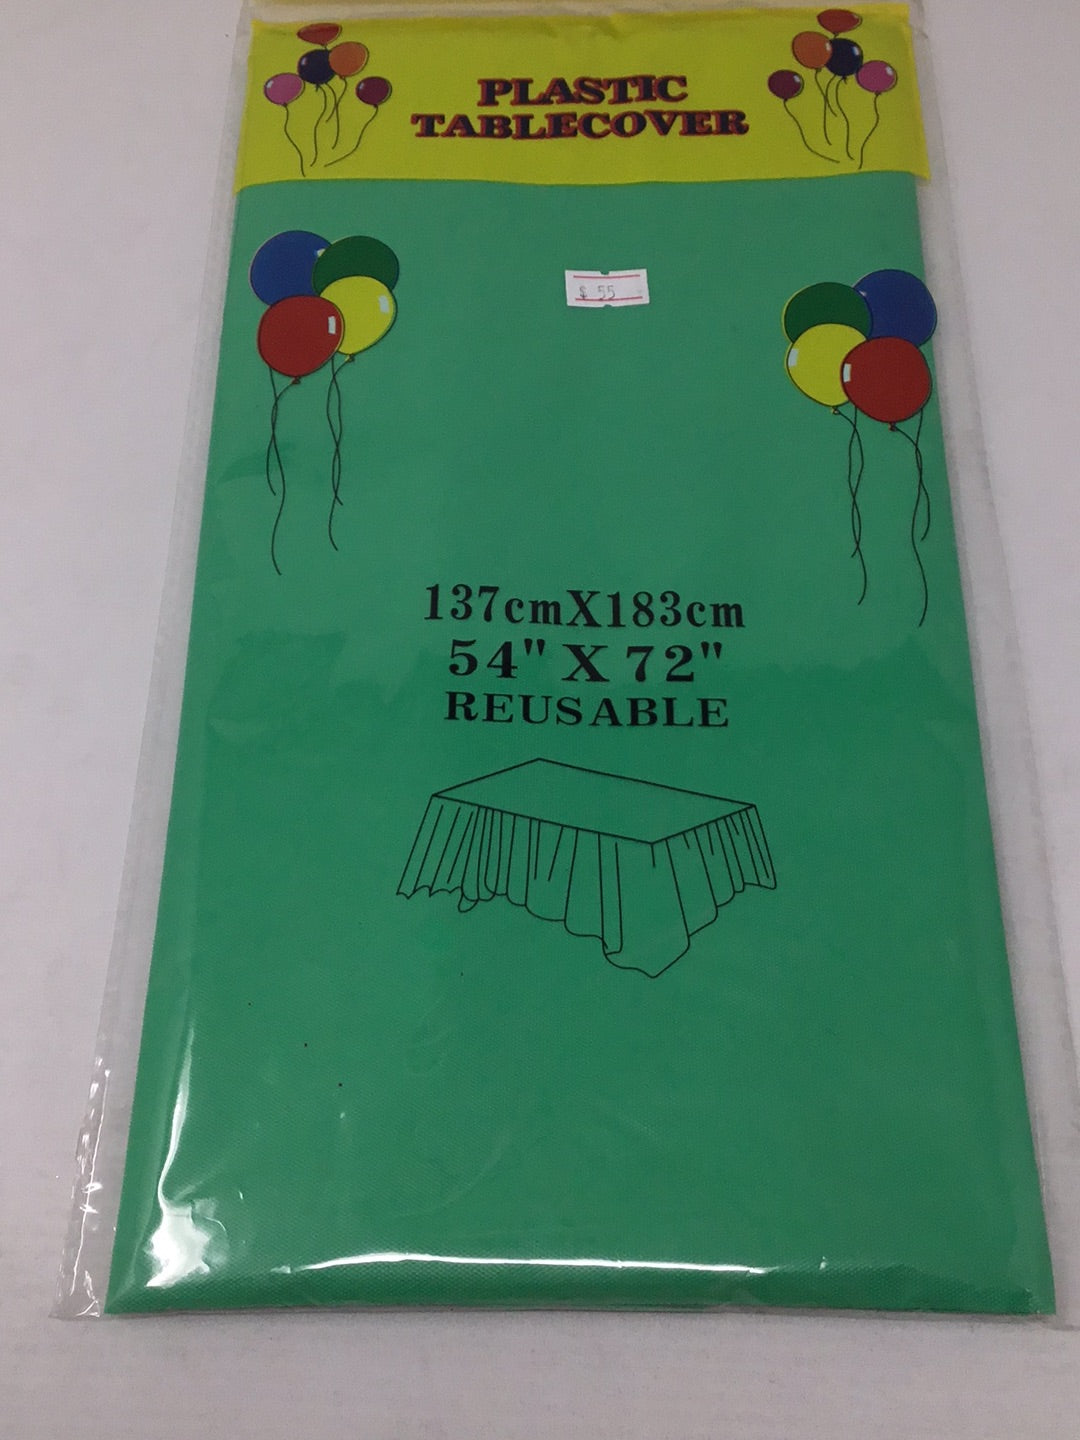 PLASTIC
TABLECOVER
$ 55
137cmX183cm
54" X 72"
REUSABLE